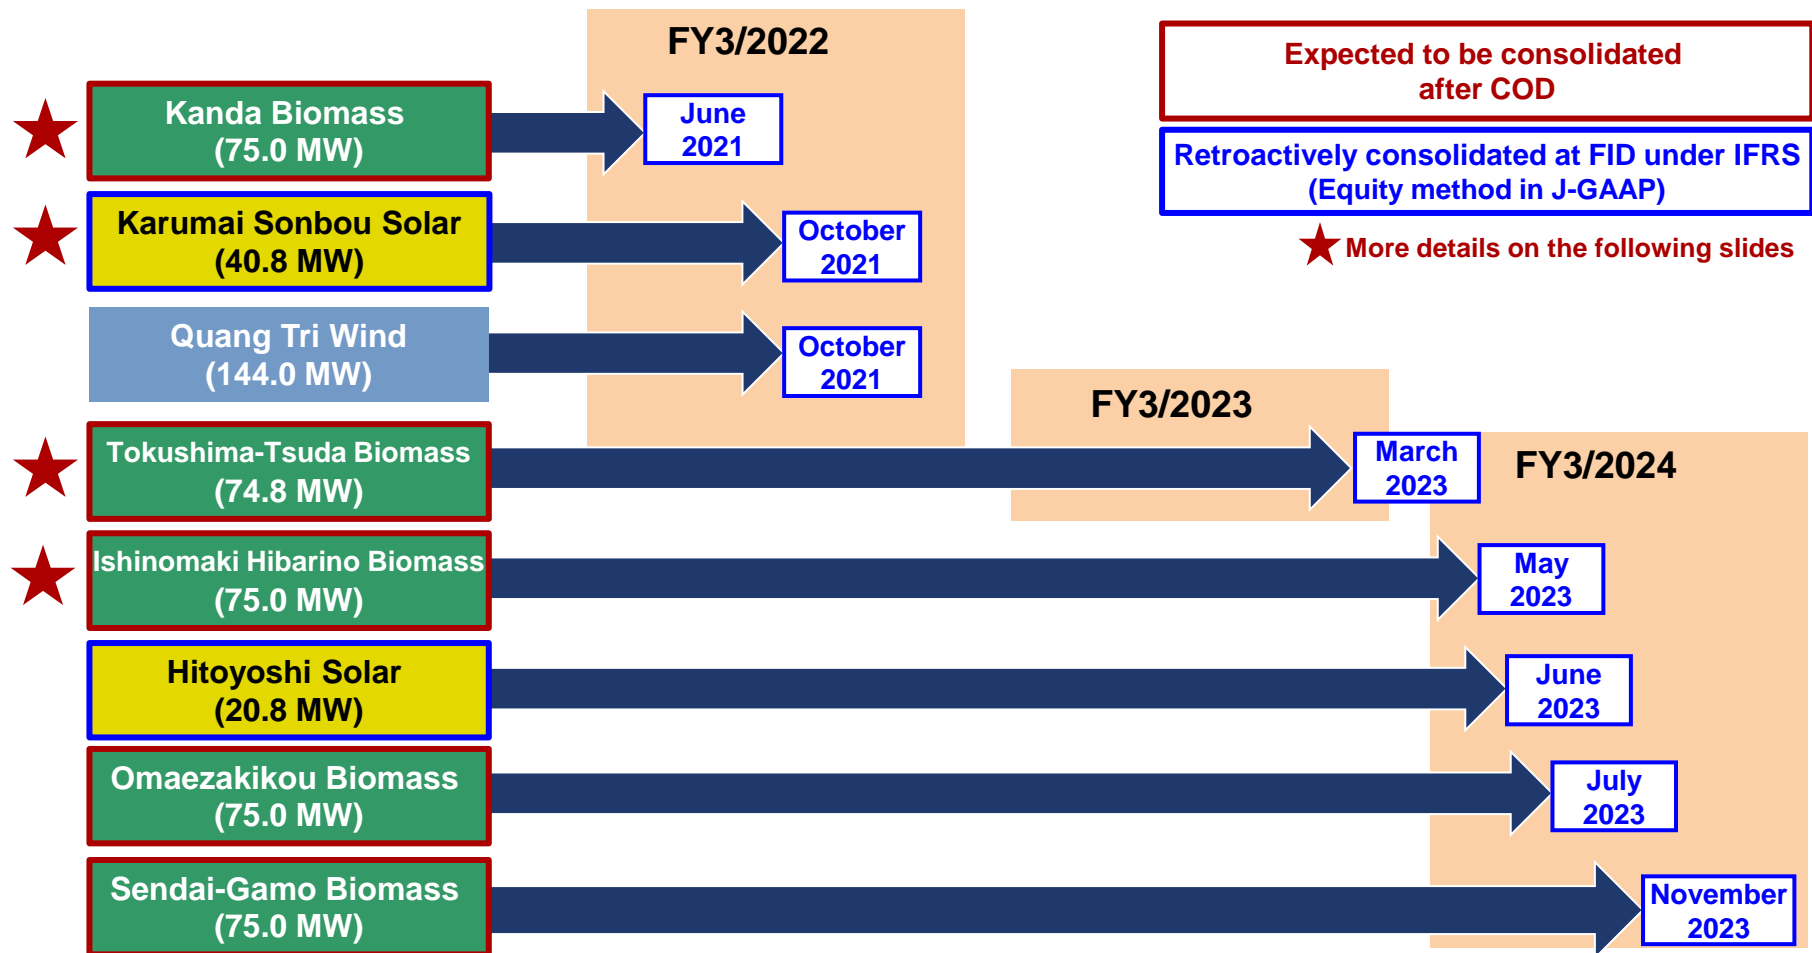 FY3/2022
Expected to be consolidated
after COD
Retroactively consolidated at FID under IFRS
(Equity method in J-GAAP)
More details on the following slides
Kanda Biomass
(75.0 MW)
June
2021
Karumai Sonbou Solar
(40.8 MW)
October
2021
Quang Tri Wind
(144.0 MW)
October
2021
FY3/2023
Tokushima-Tsuda Biomass
(74.8 MW)
March
2023
FY3/2024
Ishinomaki Hibarino Biomass
(75.0 MW)
May
2023
Hitoyoshi Solar
(20.8 MW)
June
2023
Omaezakikou Biomass
(75.0 MW)
July
2023
Sendai-Gamo Biomass
(75.0 MW)
November
2023